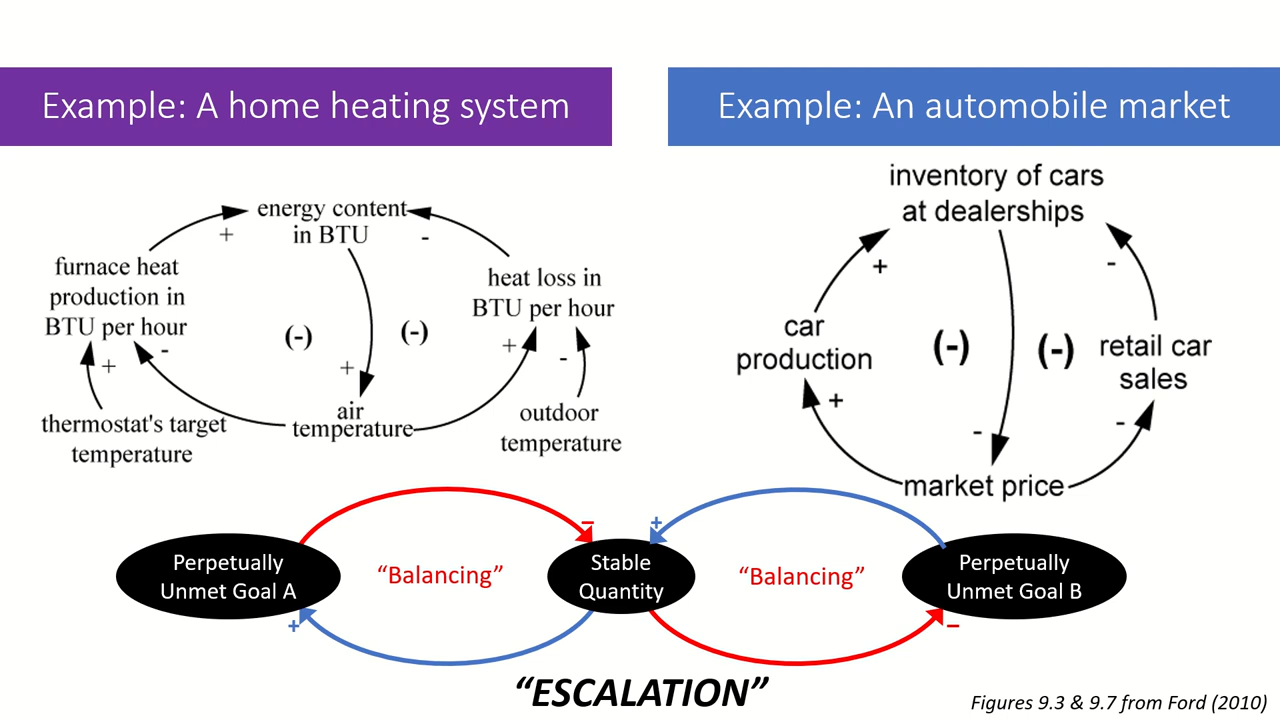 Example: A home heating system
energy content
in BTU
+
-
furnace heat
production in
BTU per hour
heat loss in
BTU per hour
(-)
(-)
+
-
+
+
-
thermostat's target
temperature
air
temperature
outdoor
temperature
Example: An automobile market
inventory of cars
at dealerships
+
-
car
production
(-)
(-)
retail car
sales
+
-
-
market price
Perpetually
Unmet Goal A
–
+
"Balancing"
Stable
Quantity
+
–
“Balancing”
Perpetually
Unmet Goal B
“ESCALATION”
Figures 9.3 & 9.7 from Ford (2010)